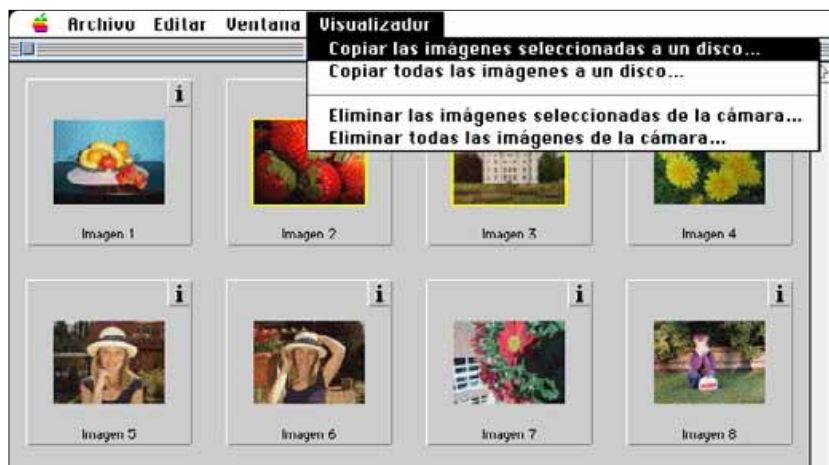 Archivo Editar Ventana Visualizador
Copiar las imágenes seleccionadas a un disco...
Copiar todas las imágenes a un disco...
Eliminar las imágenes seleccionadas de la cámara...
Eliminar todas las imágenes de la cámara...
i
Imagen 1 Imagen 2 Imagen 3 Imagen 4
i i i i
Imagen 5 Imagen 6 Imagen 7 Imagen 8